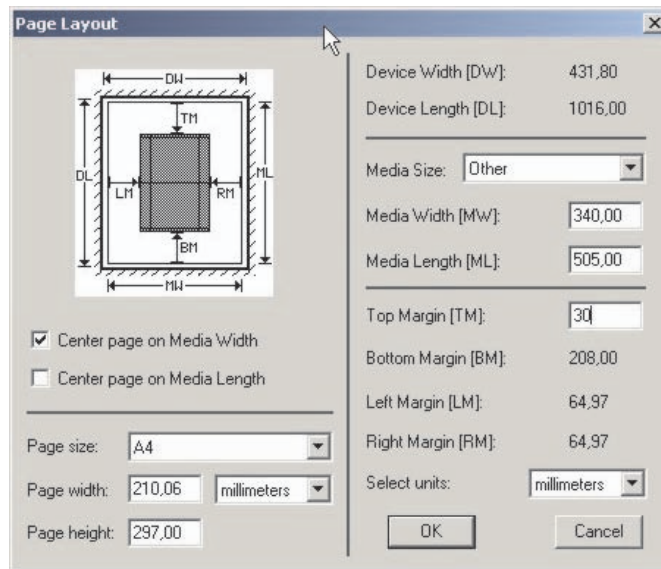 Page Layout
DW
TM
DL
ML
LM
RM
BM
MW
Center page on Media Width
Center page on Media Length
Page size: A4
Page width: 210,06 millimeters
Page height: 297,00
Device Width [DW]: 431,80
Device Length [DL]: 1016,00
Media Size: Other
Media Width [MW]: 340,00
Media Length [ML]: 505,00
Top Margin [TM]: 30
Bottom Margin [BM]: 208,00
Left Margin [LM]: 64,97
Right Margin [RM]: 64,97
Select units: millimeters
OK Cancel